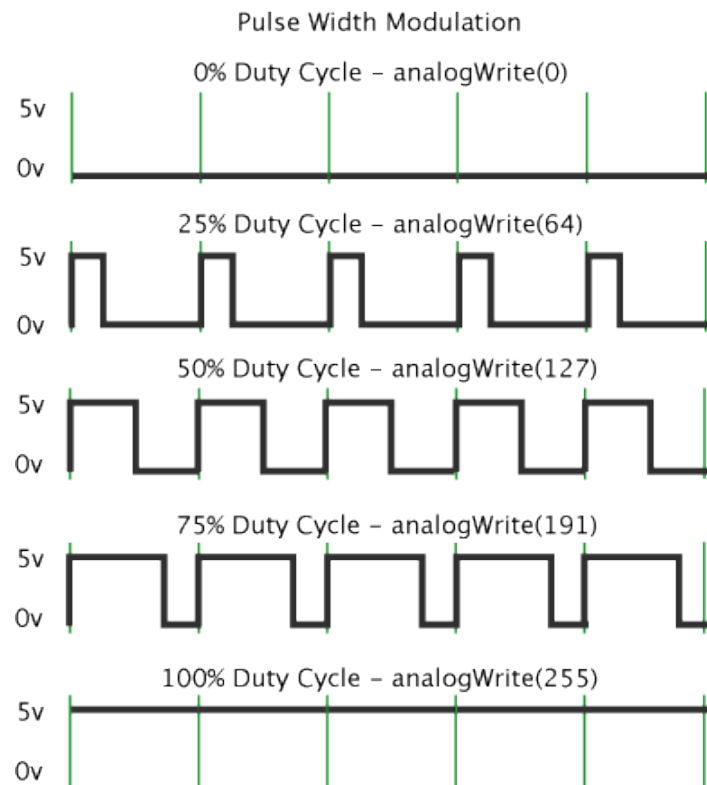 Pulse Width Modulation
0% Duty Cycle – analogWrite(0)
5v
0v
25% Duty Cycle – analogWrite(64)
5v
0v
50% Duty Cycle – analogWrite(127)
5v
0v
75% Duty Cycle – analogWrite(191)
5v
0v
100% Duty Cycle – analogWrite(255)
5v
0v